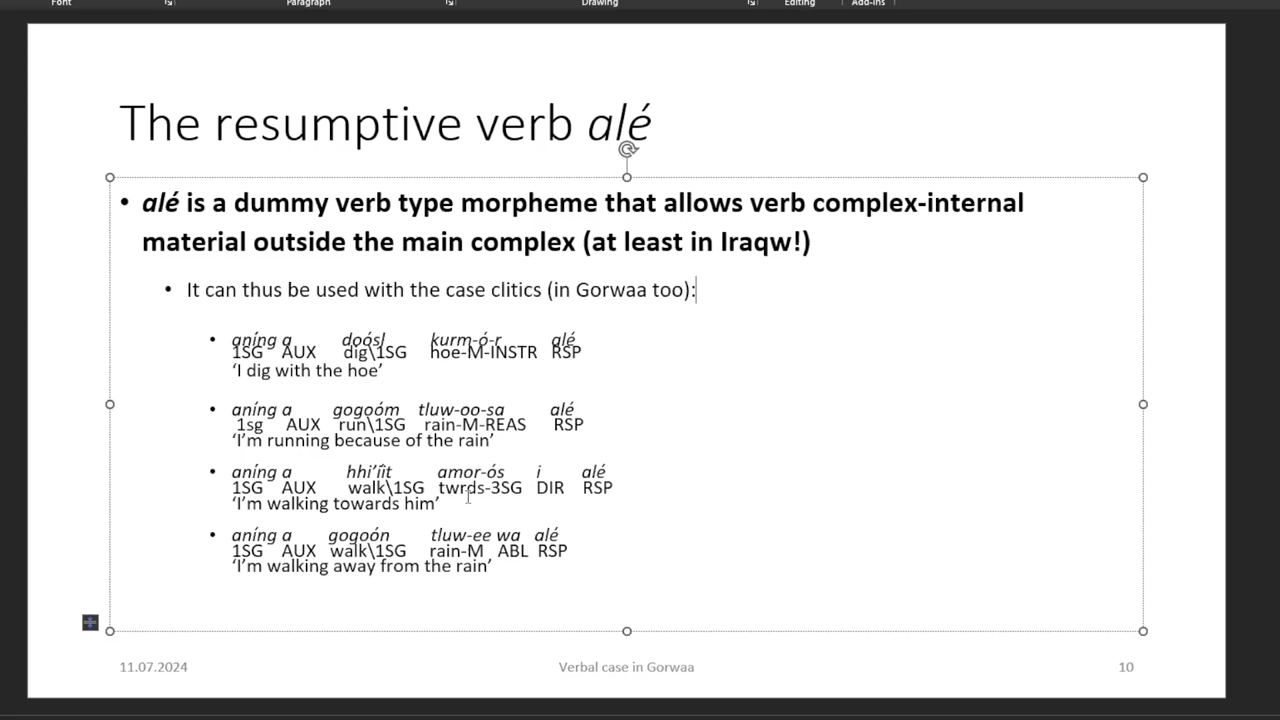 Font Paragraph Drawing Editing Add-ins
The resumptive verb alé
• alé is a dummy verb type morpheme that allows verb complex-internal
material outside the main complex (at least in Iraqw!)
• It can thus be used with the case clitics (in Gorwaa too):
• aníng a doósl kurm-ó-r alé
1SG AUX dig\1SG hoe-M-INSTR RSP
‘I dig with the hoe’
• aníng a gogoóm tluw-oo-sa alé
1sg AUX run\1SG rain-M-REAS RSP
‘I’m running because of the rain’
• aníng a hhi’íît amor-ós i alé
1SG AUX walk\1SG twrds-3SG DIR RSP
‘I’m walking towards him’
• aníng a gogoón tluw-ee wa alé
1SG AUX walk\1SG rain-M ABL RSP
‘I’m walking away from the rain’
11.07.2024 Verbal case in Gorwaa 10